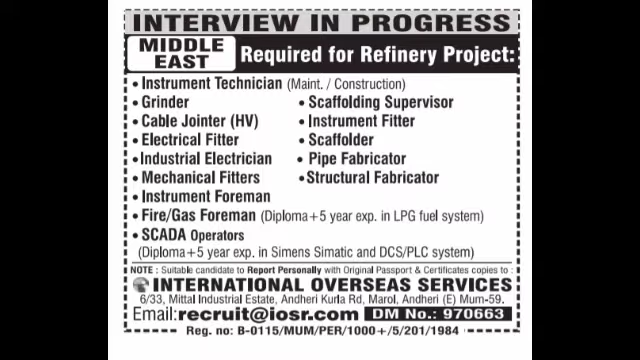 INTERVIEW IN PROGRESS
MIDDLE EAST Required for Refinery Project:
• Instrument Technician (Maint. / Construction)
• Grinder • Scaffolding Supervisor
• Cable Jointer (HV) • Instrument Fitter
• Electrical Fitter • Scaffolder
• Industrial Electrician • Pipe Fabricator
• Mechanical Fitters • Structural Fabricator
• Instrument Foreman
• Fire/Gas Foreman (Diploma+5 year exp. in LPG fuel system)
• SCADA Operators
(Diploma+5 year exp. in Simens Simatic and DCS/PLC system)
NOTE : Suitable candidate to Report Personally with Original Passport & Certificates copies to :
INTERNATIONAL OVERSEAS SERVICES
6/33, Mittal Industrial Estate, Andheri Kurla Rd, Marol, Andheri (E) Mum-59.
Email:recruit@iosr.com DM No.: 970663
Reg. no: B-0115/MUM/PER/1000+/5/201/1984